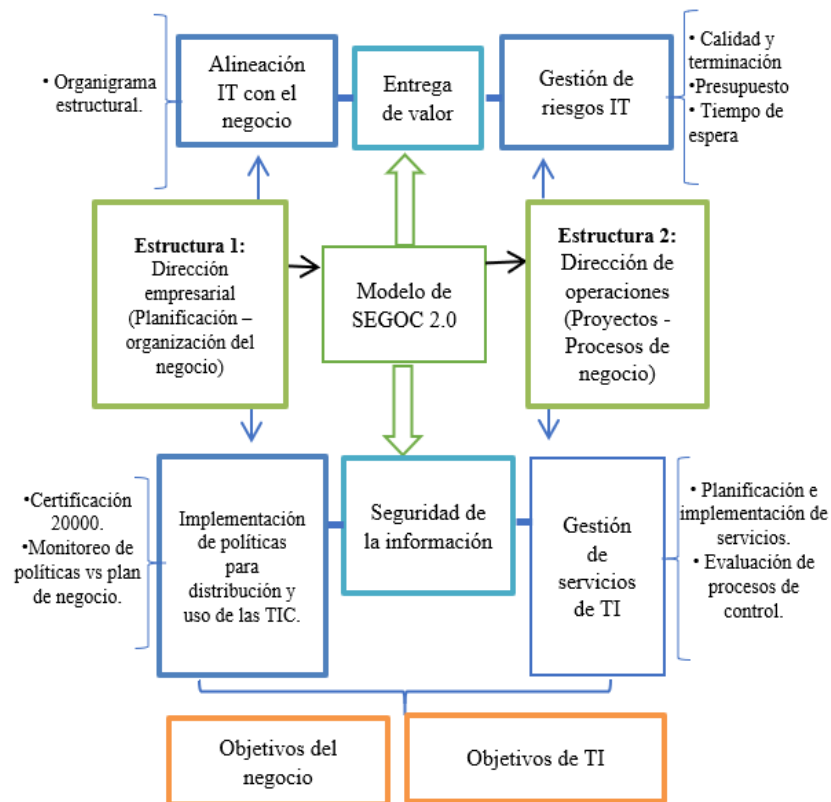 • Organigrama
estructural.
Alineación
IT con el
negocio
Entrega
de valor
Gestión de
riesgos IT
• Calidad y
terminación
•Presupuesto
• Tiempo de
espera
Estructura 1:
Dirección
empresarial
(Planificación –
organización del
negocio)
Modelo de
SEGOC 2.0
Estructura 2:
Dirección de
operaciones
(Proyectos -
Procesos de
negocio)
•Certificación
20000.
•Monitoreo de
políticas vs plan
de negocio.
Implementación
de políticas
para
distribución y
uso de las TIC.
Seguridad de
la información
Gestión
de
servicios
de TI
• Planificación e
implementación de
servicios.
• Evaluación de
procesos de
control.
Objetivos del
negocio
Objetivos de TI